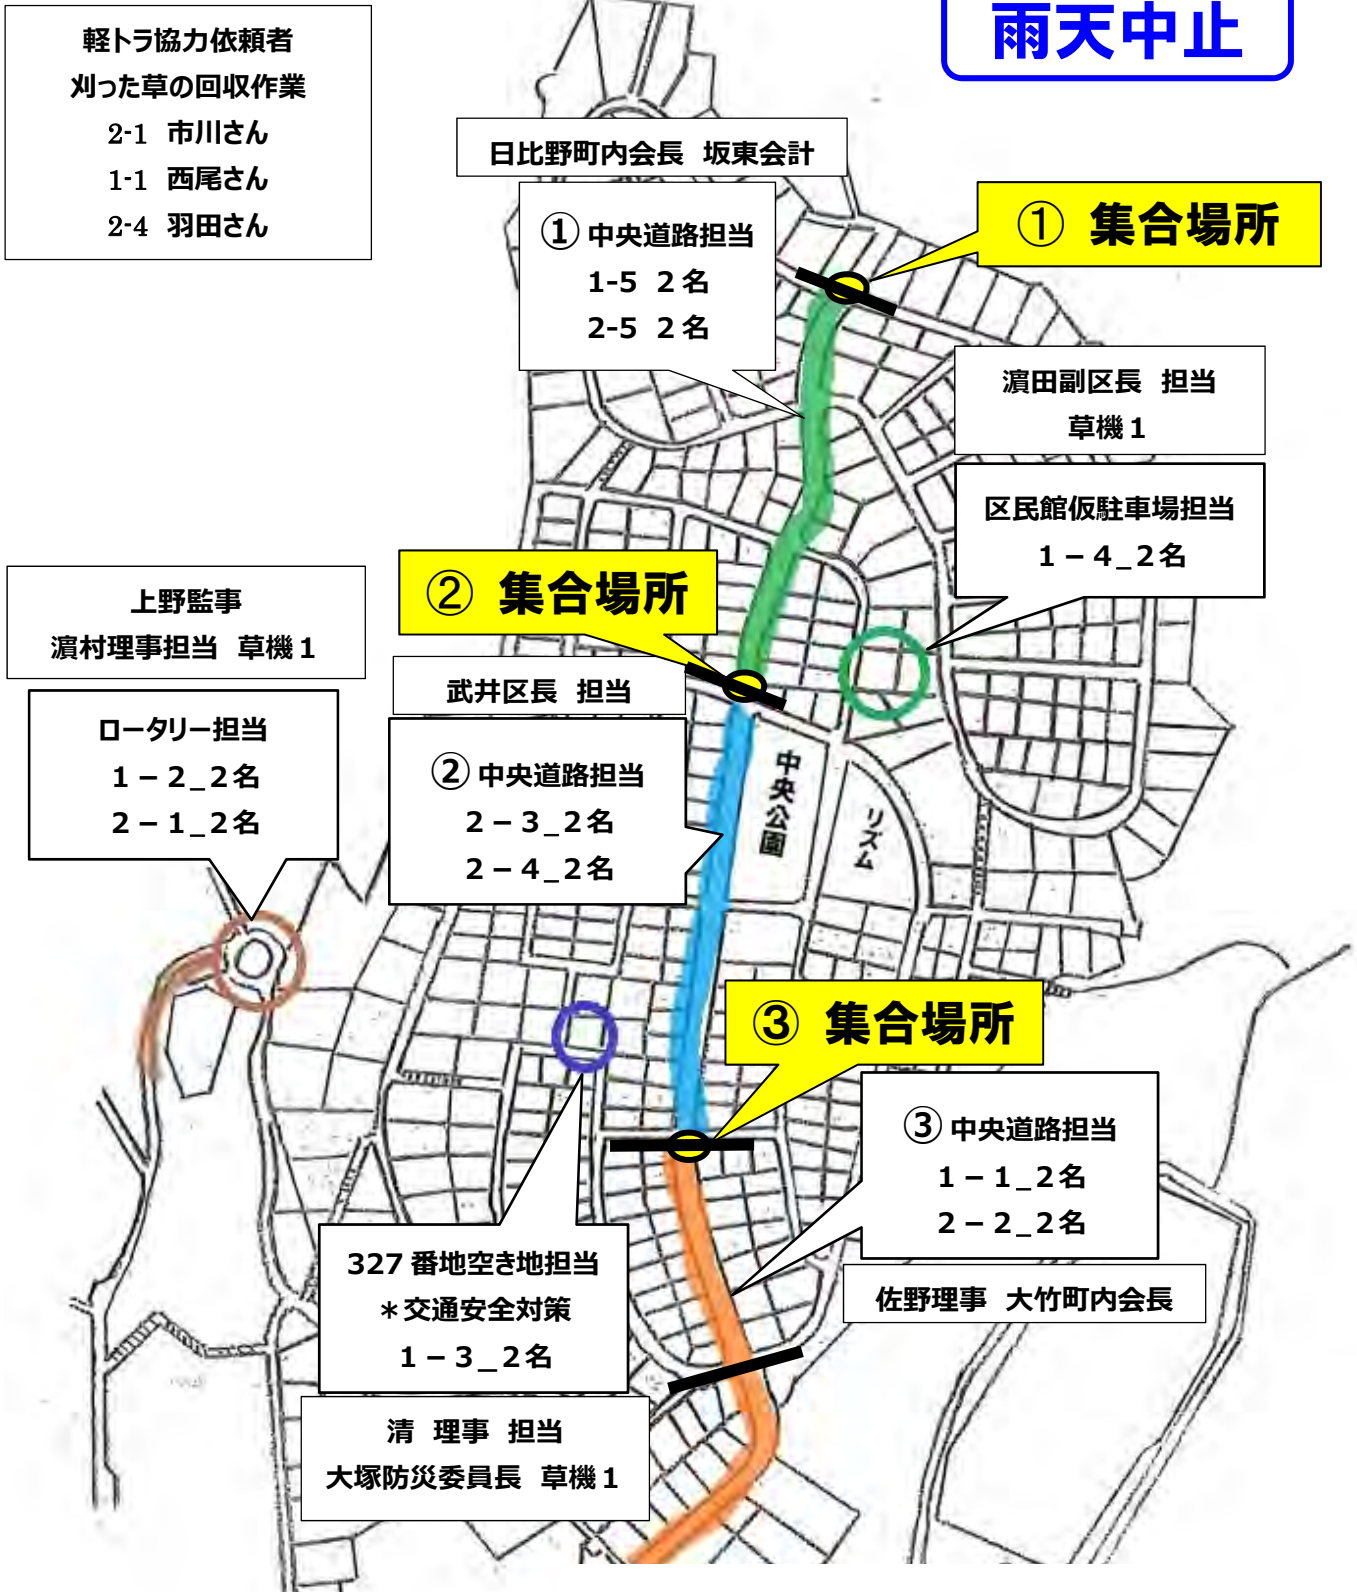 雨天中止
軽トラ協力依頼者
刈った草の回収作業
2-1 市川さん
1-1 西尾さん
2-4 羽田さん
日比野町内会長 坂東会計
① 中央道路担当
1-5 2名
2-5 2名
① 集合場所
濵田副区長 担当
草機1
区民館仮駐車場担当
1－4_2名
② 集合場所
上野監事
濵村理事担当 草機1
ロータリー担当
1－2_2名
2－1_2名
武井区長 担当
② 中央道路担当
2－3_2名
2－4_2名
中央公園
リズム
③ 集合場所
③ 中央道路担当
1－1_2名
2－2_2名
佐野理事 大竹町内会長
327番地空き地担当
＊交通安全対策
1－3_2名
清 理事 担当
大塚防災委員長 草機1